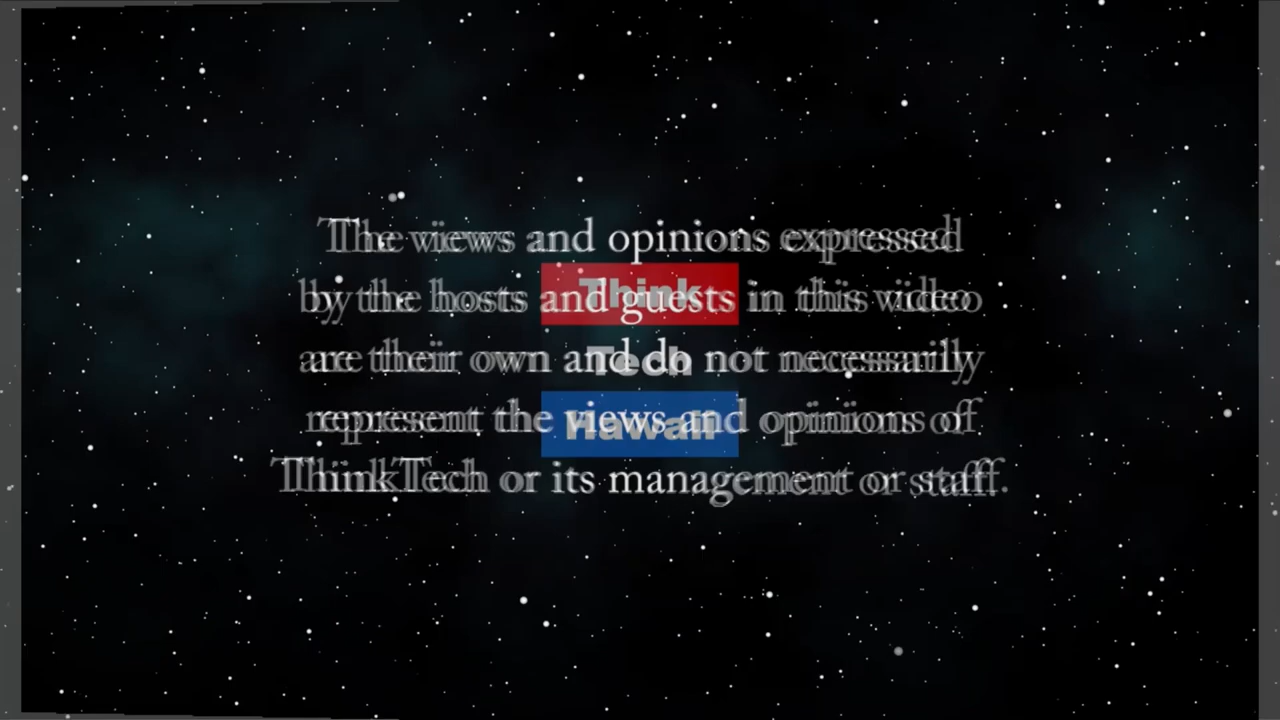 The views and opinions expressed
by the hosts and guests in this video
are their own and do not necessarily
represent the views and opinions of
ThinkTech or its management or staff.
Think
Tech
Hawaii